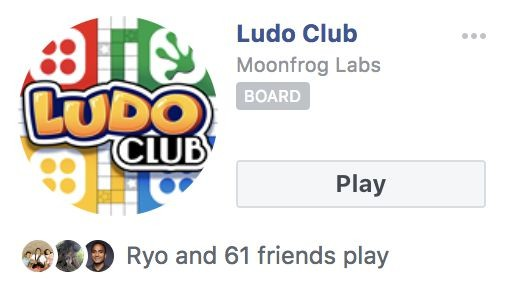 LUDO
CLUB
Ludo Club
Moonfrog Labs
BOARD
Play
Ryo and 61 friends play